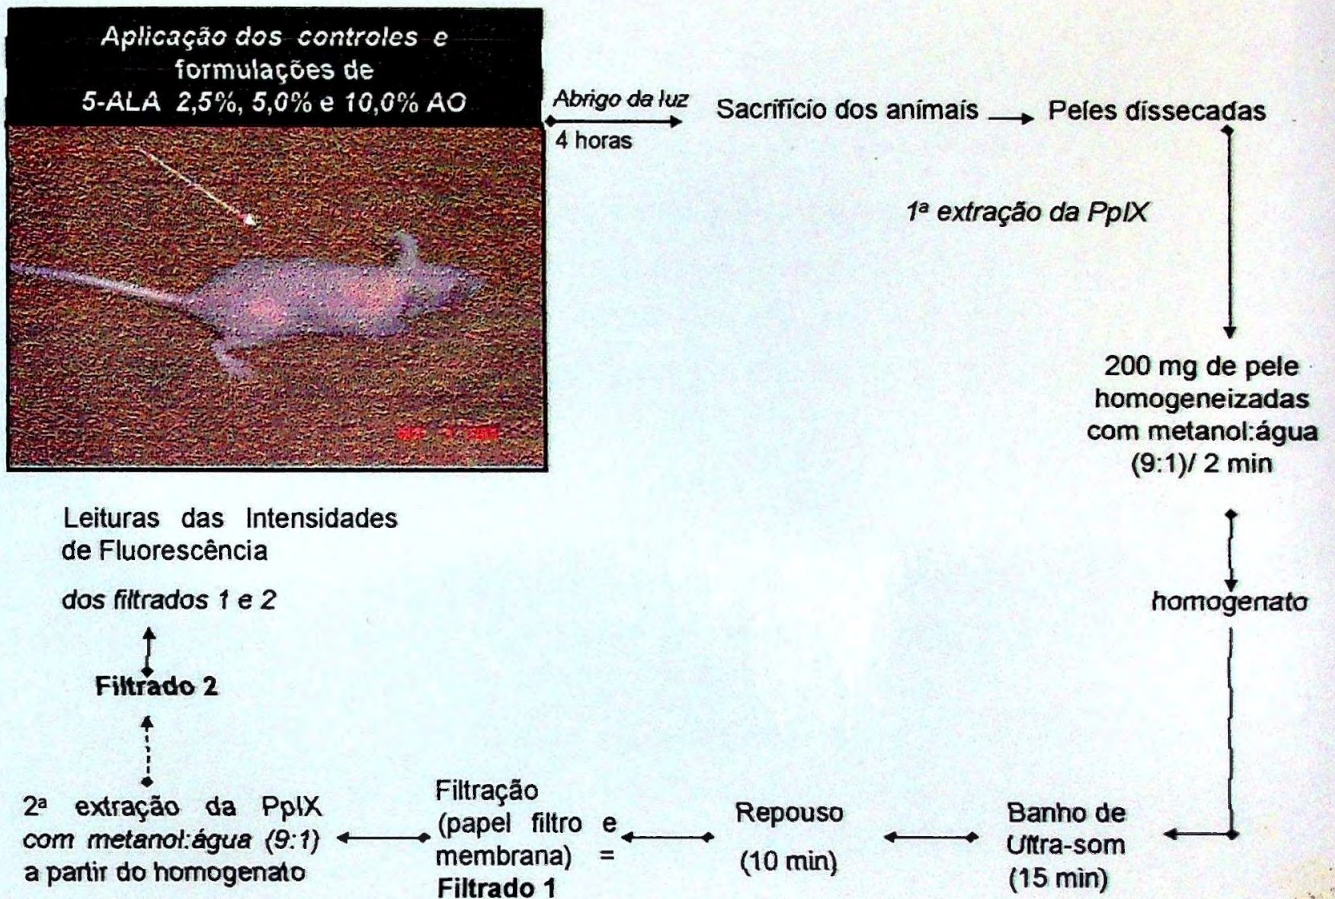 Aplicação dos controles e
formulações de
5-ALA 2,5%, 5,0% e 10,0% AO
Abrigo da luz
4 horas
Sacrifício dos animais
Peles dissecadas
1ª extração da PpIX
200 mg de pele
homogeneizadas
com metanol:água
(9:1)/ 2 min
homogenato
Banho de
Ultra-som
(15 min)
Repouso
(10 min)
Filtração
(papel filtro e
membrana) =
Filtrado 1
2ª extração da PpIX
com metanol:água (9:1)
a partir do homogenato
Filtrado 2
Leituras das Intensidades
de Fluorescência
dos filtrados 1 e 2